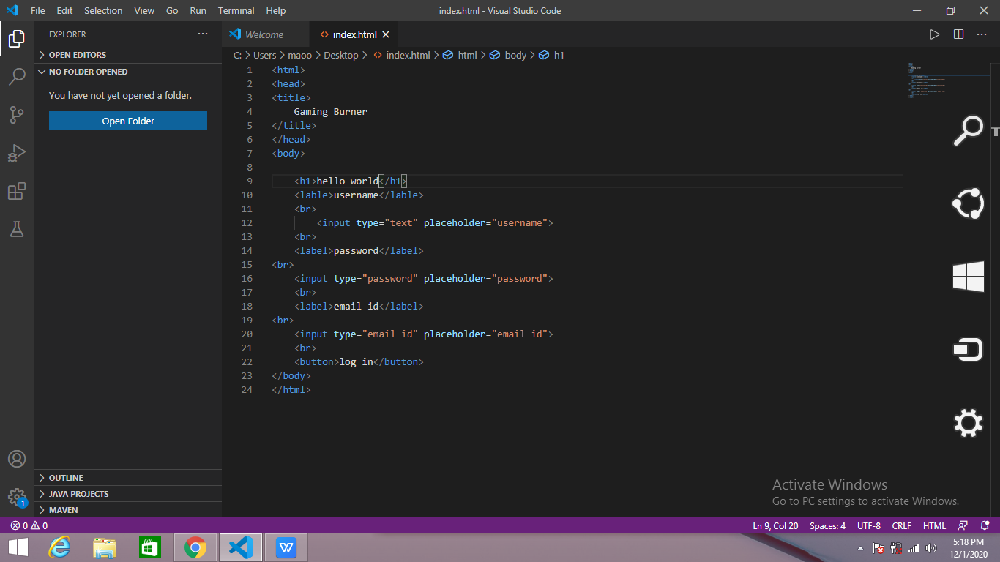 File Edit Selection View Go Run Terminal Help
index.html - Visual Studio Code
EXPLORER
OPEN EDITORS
NO FOLDER OPENED
You have not yet opened a folder.
Open Folder
OUTLINE
JAVA PROJECTS
MAVEN
Welcome
index.html
C: > Users > maoo > Desktop > index.html > html > body > h1
1 <html>
2 <head>
3 <title>
4 Gaming Burner
5 </title>
6 </head>
7 <body>
8
9 <h1>hello world</h1>
10 <lable>username</lable>
11 <br>
12 <input type="text" placeholder="username">
13 <br>
14 <label>password</label>
15 <br>
16 <input type="password" placeholder="password">
17 <br>
18 <label>email id</label>
19 <br>
20 <input type="email id" placeholder="email id">
21 <br>
22 <button>log in</button>
23 </body>
24 </html>
Activate Windows
Go to PC settings to activate Windows.
1
0 0
Ln 9, Col 20 Spaces: 4 UTF-8 CRLF HTML
W
5:18 PM
12/1/2020